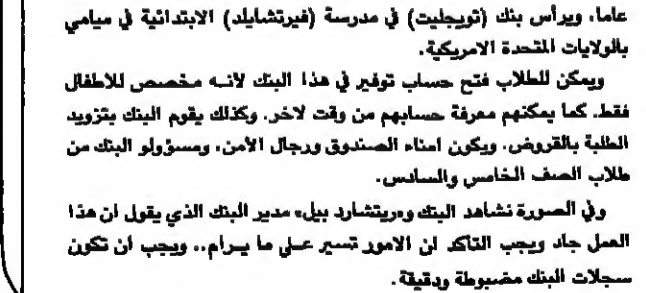 عاما. ويرأس بنك (تويجليت) في مدرسة (فيرتشايلد) الابتدائية في ميامي
بالولايات المتحدة الامريكية.
ويمكن للطلاب فتح حساب توفير في هذا البنك لأنه مخصص للاطفال
فقط. كما يمكنهم معرفة حسابهم من وقت لاخر. وكذلك يقوم البنك بتزويد
الطلبة بالقروض. ويكون امناء الصندوق ورجال الأمن. ومسؤولو البنك من
طلاب الصف الخامس والسادس.
وفي الصورة نشاهد البنك و«ريتشارد بيل» مدير البنك الذي يقول ان هذا
العمل جاد ويجب التاكد ان الامور تسير على ما يرام.. ويجب ان تكون
سجلات البنك مضبوطة ودقيقة.